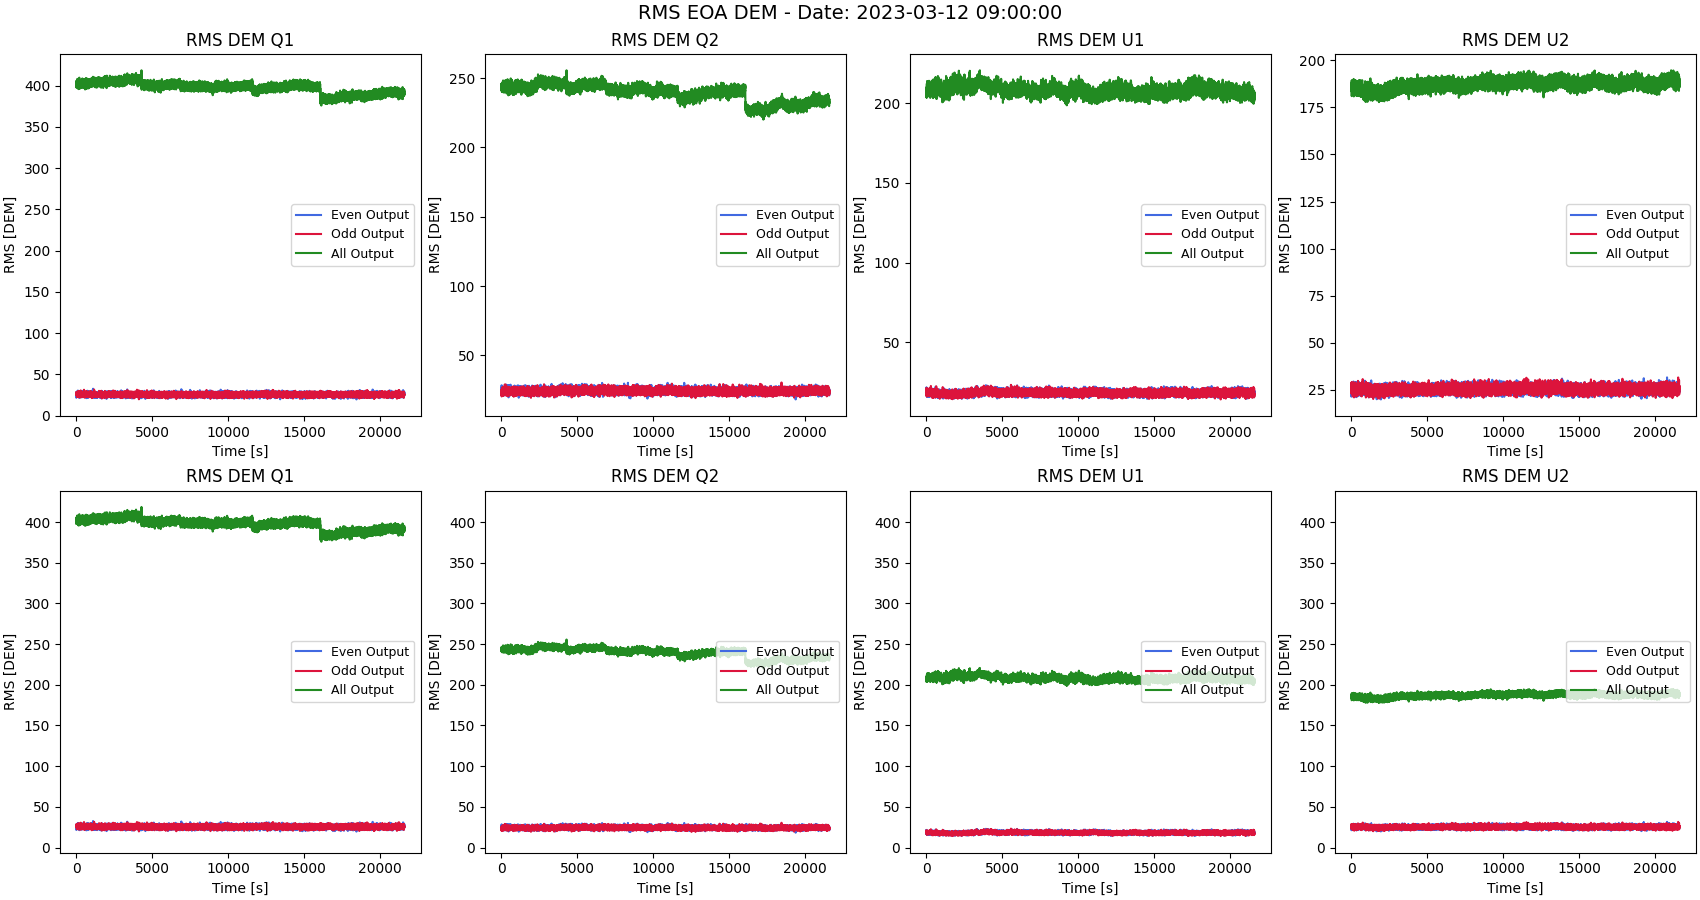 RMS EOA DEM - Date: 2023-03-12 09:00:00
RMS DEM Q1
RMS [DEM]
400
350
300
250
200
150
100
50
0
Even Output
Odd Output
All Output
0 5000 10000 15000 20000
Time [s]
RMS DEM Q2
RMS [DEM]
250
200
150
100
50
Even Output
Odd Output
All Output
0 5000 10000 15000 20000
Time [s]
RMS DEM U1
RMS [DEM]
200
150
100
50
Even Output
Odd Output
All Output
0 5000 10000 15000 20000
Time [s]
RMS DEM U2
RMS [DEM]
200
175
150
125
100
75
50
25
Even Output
Odd Output
All Output
0 5000 10000 15000 20000
Time [s]
RMS DEM Q1
RMS [DEM]
400
350
300
250
200
150
100
50
0
Even Output
Odd Output
All Output
0 5000 10000 15000 20000
Time [s]
RMS DEM Q2
RMS [DEM]
400
350
300
250
200
150
100
50
0
Even Output
Odd Output
All Output
0 5000 10000 15000 20000
Time [s]
RMS DEM U1
RMS [DEM]
400
350
300
250
200
150
100
50
0
Even Output
Odd Output
All Output
0 5000 10000 15000 20000
Time [s]
RMS DEM U2
RMS [DEM]
400
350
300
250
200
150
100
50
0
Even Output
Odd Output
All Output
0 5000 10000 15000 20000
Time [s]